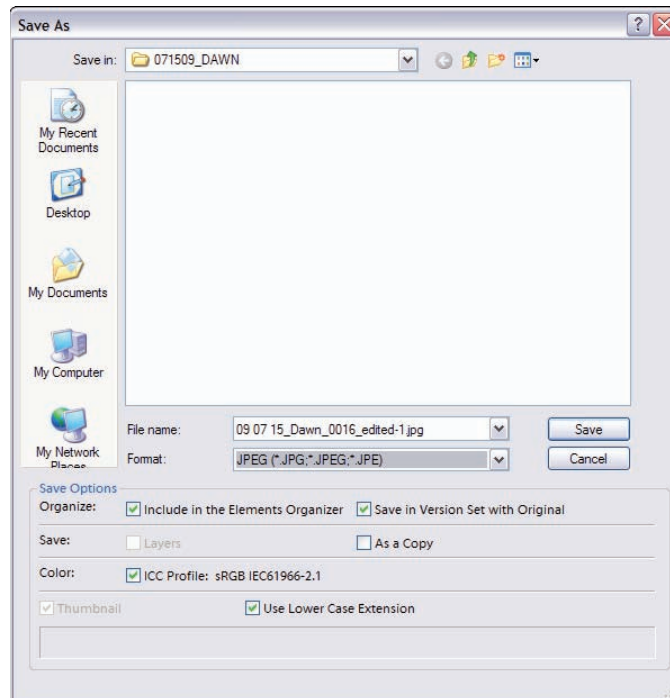 Save As
?
Save in: 071509_DAWN
My Recent
Documents
Desktop
My Documents
My Computer
My Network
Places
File name: 09 07 15_Dawn_0016_edited-1.jpg Save
Format: JPEG (*.JPG;*.JPEG;*.JPE) Cancel
Save Options
Organize: Include in the Elements Organizer Save in Version Set with Original
Save: Layers As a Copy
Color: ICC Profile: sRGB IEC61966-2.1
Thumbnail Use Lower Case Extension